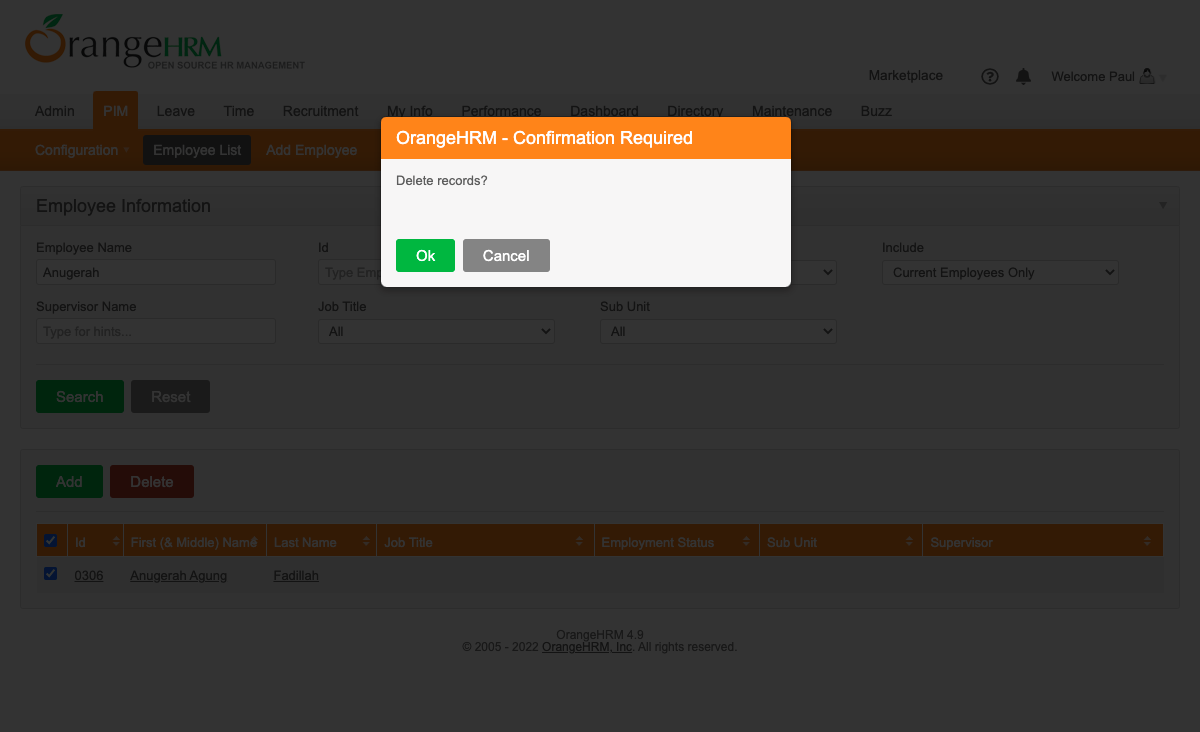 OrangeHRM
OPEN SOURCE HR MANAGEMENT
Marketplace Welcome Paul
Admin PIM Leave Time Recruitment My Info Performance Dashboard Directory Maintenance Buzz
Configuration Employee List Add Employee
OrangeHRM - Confirmation Required
Delete records?
Ok Cancel
Employee Information
Employee Name Id Include
Anugerah Type Emp Current Employees Only
Supervisor Name Job Title Sub Unit
Type for hints... All All
Search Reset
Add Delete
Id First (& Middle) Name Last Name Job Title Employment Status Sub Unit Supervisor
0306 Anugerah Agung Fadillah
OrangeHRM 4.9
© 2005 - 2022 OrangeHRM, Inc. All rights reserved.